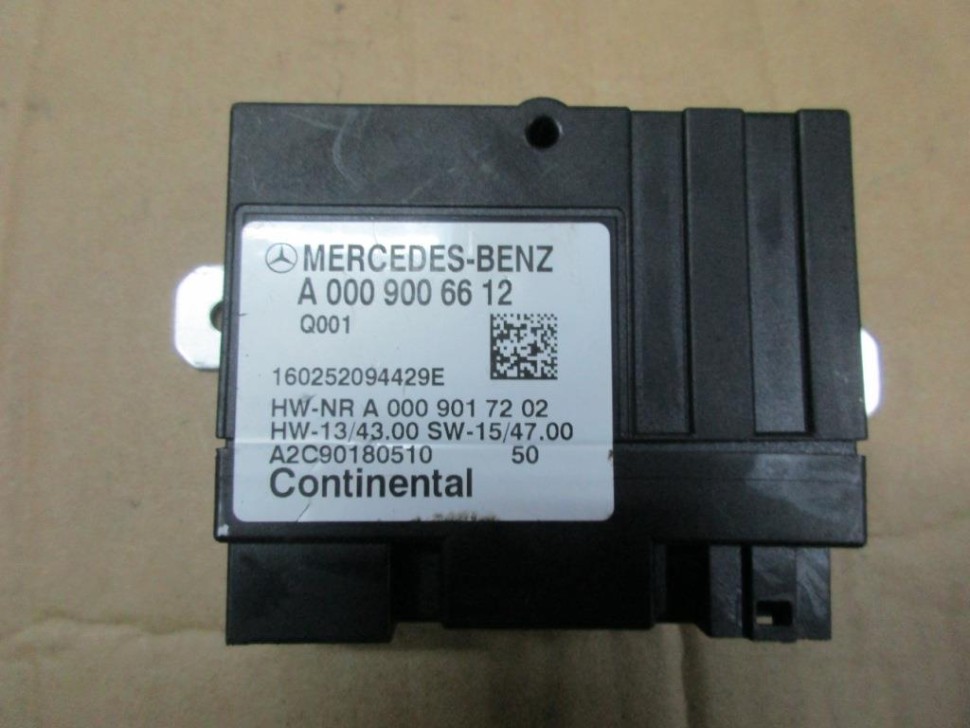 MERCEDES-BENZ
A 000 900 66 12
Q001
160252094429E
HW-NR A 000 901 72 02
HW-13/43.00 SW-15/47.00
A2C90180510 50
Continental